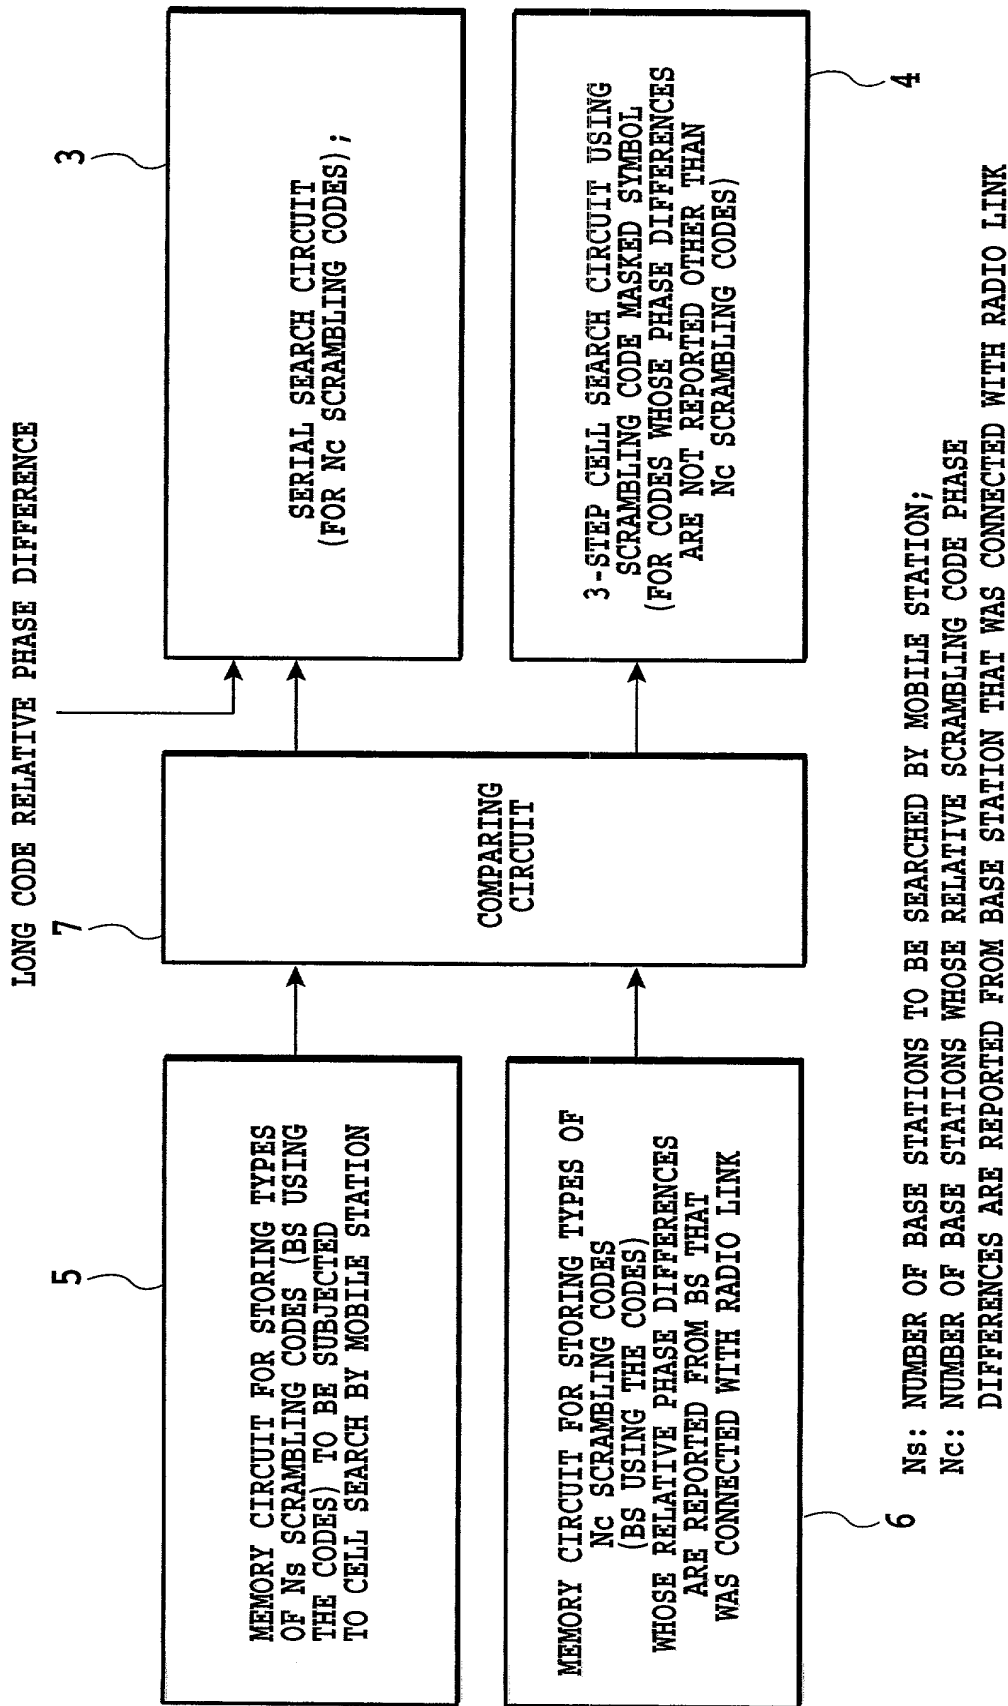 LONG CODE RELATIVE PHASE DIFFERENCE
5
MEMORY CIRCUIT FOR STORING TYPES
OF Ns SCRAMBLING CODES (BS USING
THE CODES) TO BE SUBJECTED
TO CELL SEARCH BY MOBILE STATION
7
COMPARING
CIRCUIT
3
SERIAL SEARCH CIRCUIT
(FOR Nc SCRAMBLING CODES);
MEMORY CIRCUIT FOR STORING TYPES OF
Nc SCRAMBLING CODES
(BS USING THE CODES)
WHOSE RELATIVE PHASE DIFFERENCES
ARE REPORTED FROM BS THAT
WAS CONNECTED WITH RADIO LINK
6
3-STEP CELL SEARCH CIRCUIT USING
SCRAMBLING CODE MASKED SYMBOL
(FOR CODES WHOSE PHASE DIFFERENCES
ARE NOT REPORTED OTHER THAN
Nc SCRAMBLING CODES)
4
Ns: NUMBER OF BASE STATIONS TO BE SEARCHED BY MOBILE STATION;
Nc: NUMBER OF BASE STATIONS WHOSE RELATIVE SCRAMBLING CODE PHASE
DIFFERENCES ARE REPORTED FROM BASE STATION THAT WAS CONNECTED WITH RADIO LINK